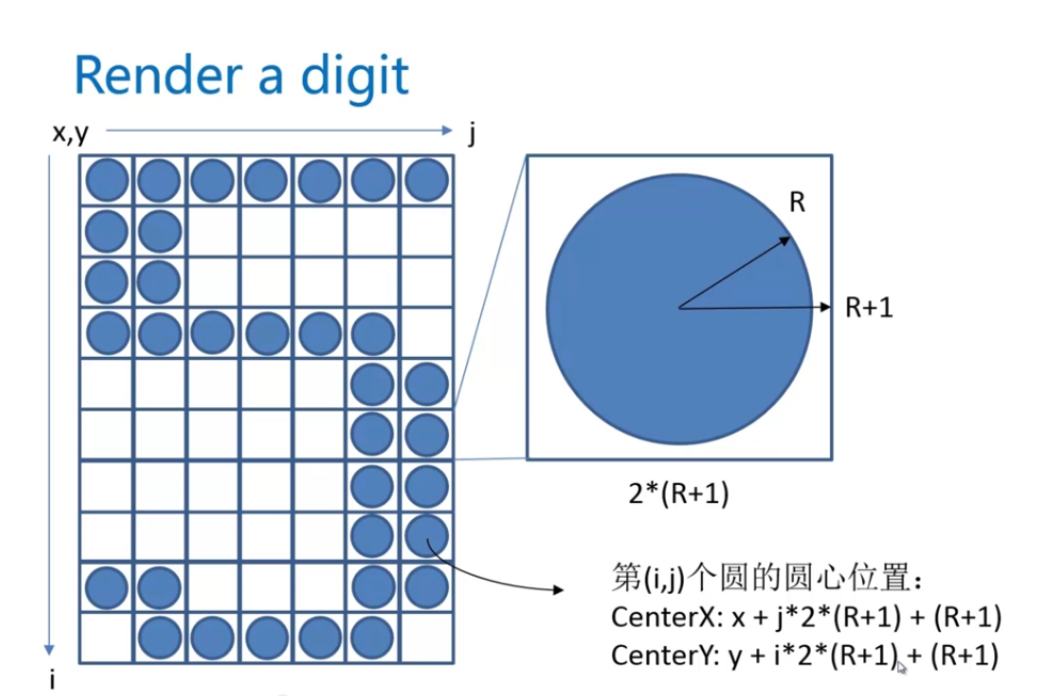 Render a digit
x,y
j
R
R+1
2*(R+1)
第(i,j)个圆的圆心位置：
CenterX: x + j*2*(R+1) + (R+1)
CenterY: y + i*2*(R+1) + (R+1)
i